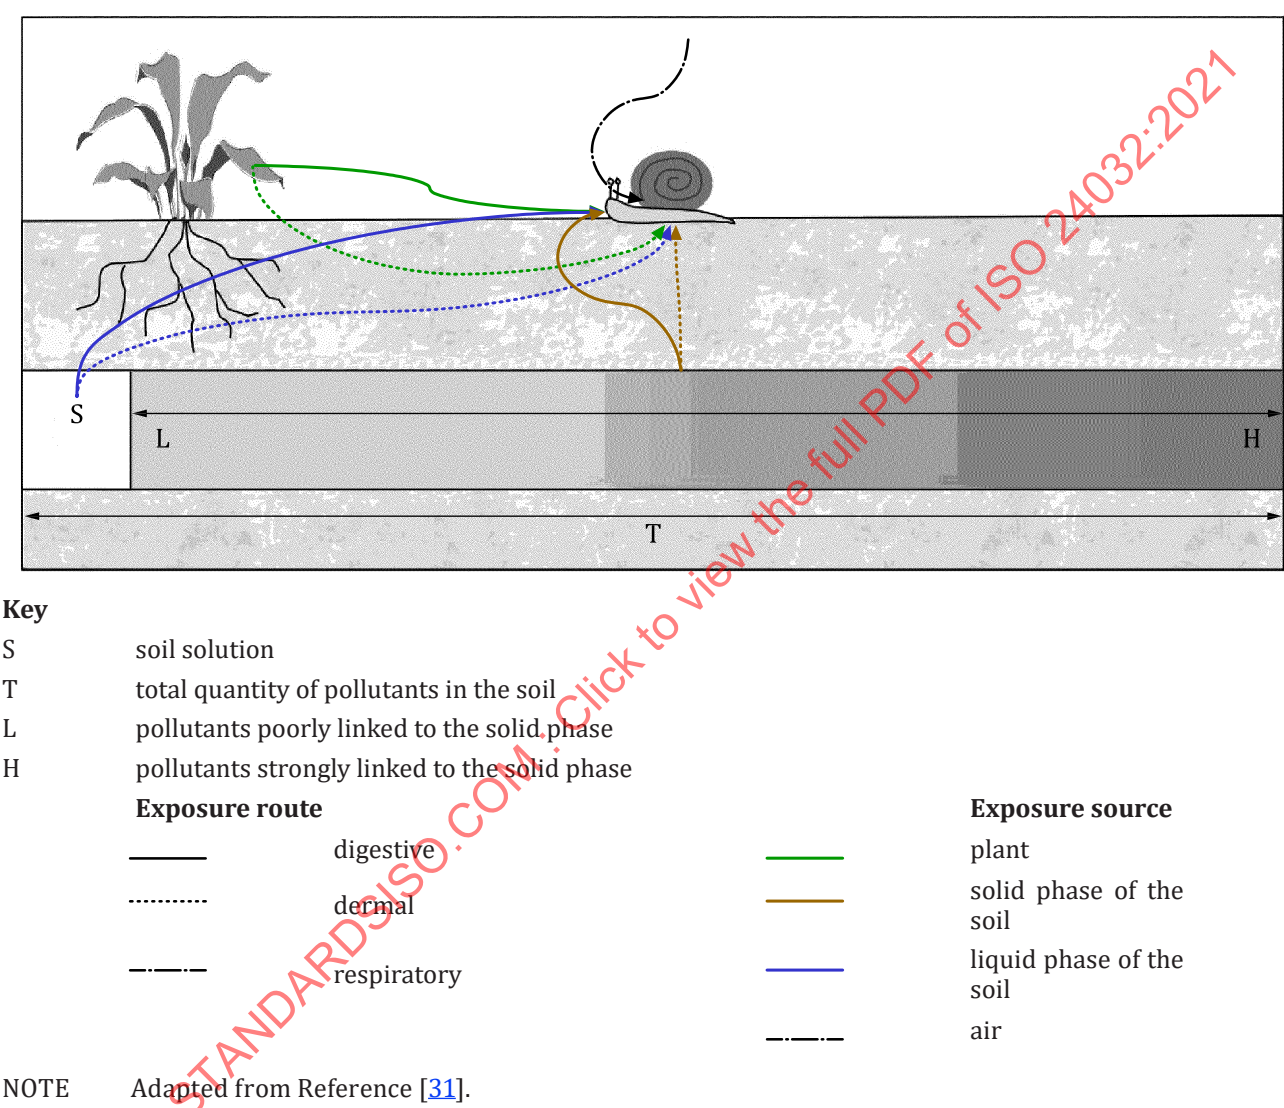 S
L
H
T
Key
S soil solution
T total quantity of pollutants in the soil
L pollutants poorly linked to the solid phase
H pollutants strongly linked to the solid phase
Exposure route Exposure source
digestive plant
dermal solid phase of the
soil
respiratory liquid phase of the
soil
air
NOTE Adapted from Reference [31].
STANDARDSISO.COM : Click to view the full PDF of ISO 24032:2021